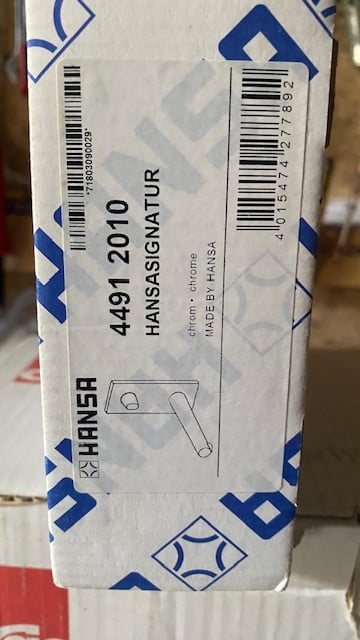 *71803090029*
4491 2010
HANSASIGNATUR
chrom · chrome
MADE BY HANSA
4 015474 277892
HANSA